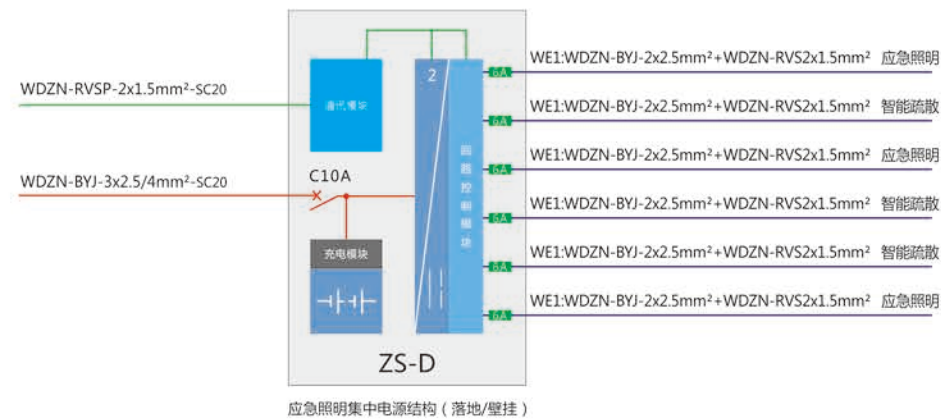 WE1:WDZN-BYJ-2x2.5mm²+WDZN-RVS2x1.5mm² 应急照明
2
6A
WDZN-RVSP-2x1.5mm²-SC20
通讯模块
WE1:WDZN-BYJ-2x2.5mm²+WDZN-RVS2x1.5mm² 智能疏散
6A
回路控制模块
WE1:WDZN-BYJ-2x2.5mm²+WDZN-RVS2x1.5mm² 应急照明
6A
WDZN-BYJ-3x2.5/4mm²-SC20
C10A
WE1:WDZN-BYJ-2x2.5mm²+WDZN-RVS2x1.5mm² 智能疏散
6A
充电模块
WE1:WDZN-BYJ-2x2.5mm²+WDZN-RVS2x1.5mm² 智能疏散
6A
WE1:WDZN-BYJ-2x2.5mm²+WDZN-RVS2x1.5mm² 应急照明
6A
ZS-D
应急照明集中电源结构（落地/壁挂）